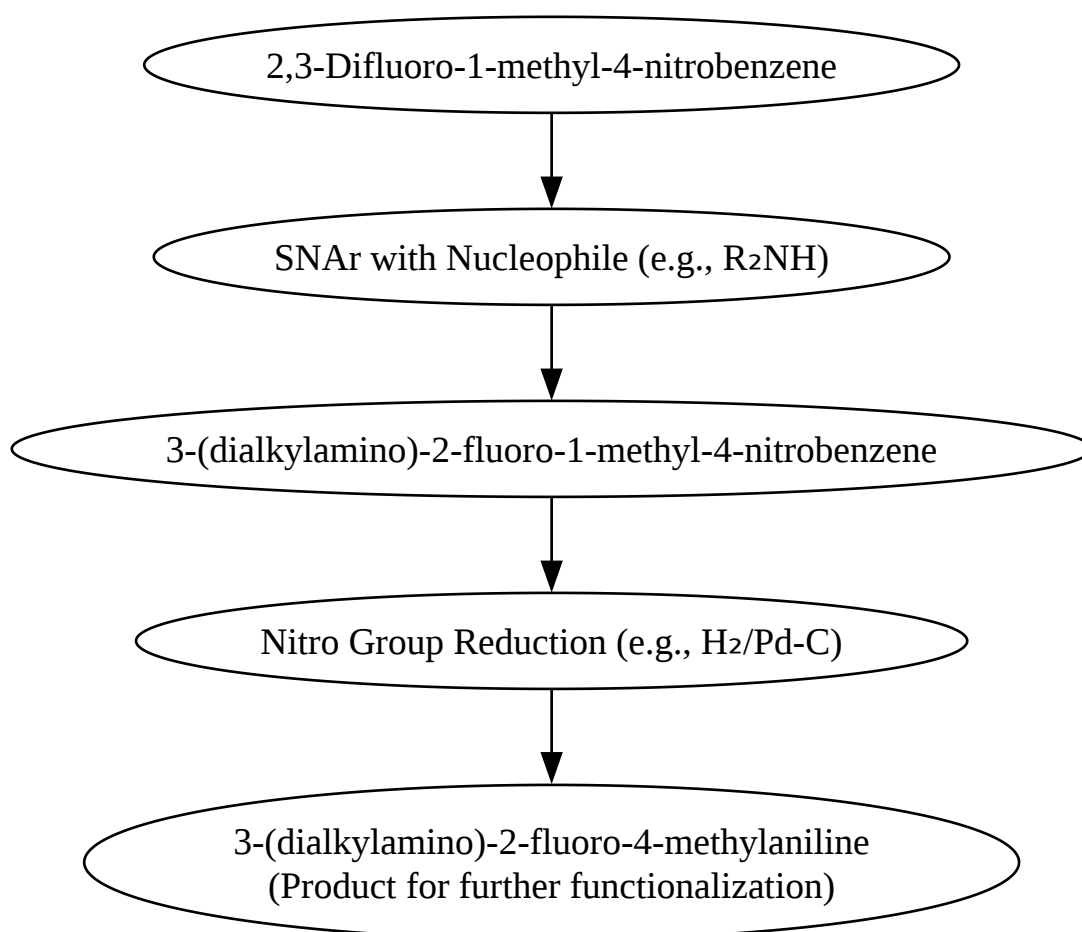 2,3-Difluoro-1-methyl-4-nitrobenzene
SNAr with Nucleophile (e.g., R₂NH)
3-(dialkylamino)-2-fluoro-1-methyl-4-nitrobenzene
Nitro Group Reduction (e.g., H₂/Pd-C)
3-(dialkylamino)-2-fluoro-4-methylaniline
(Product for further functionalization)